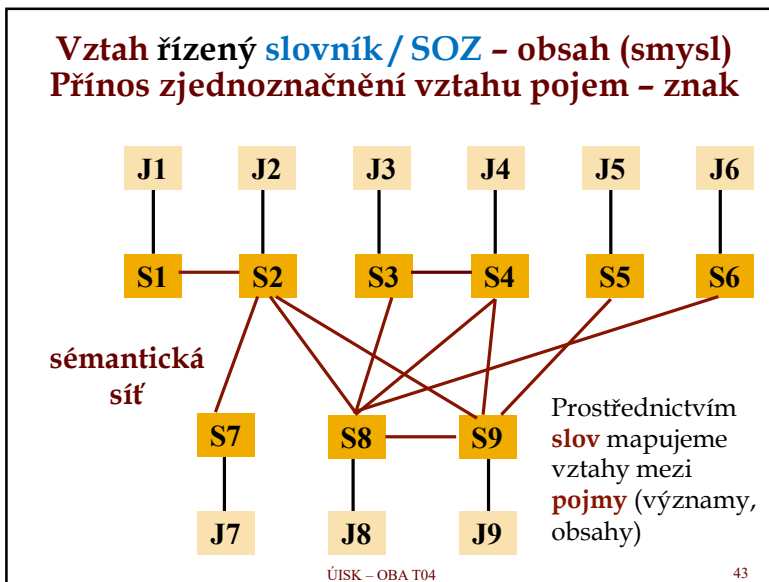 Vztah řízený slovník / SOZ – obsah (smysl)
Přínos zjednoznačnění vztahu pojem – znak
J1 J2 J3 J4 J5 J6
S1 S2 S3 S4 S5 S6
sémantická
síť
S7 S8 S9
J7 J8 J9
Prostřednictvím
slov mapujeme
vztahy mezi
pojmy (významy,
obsahy)
ÚISK – OBA T04 43